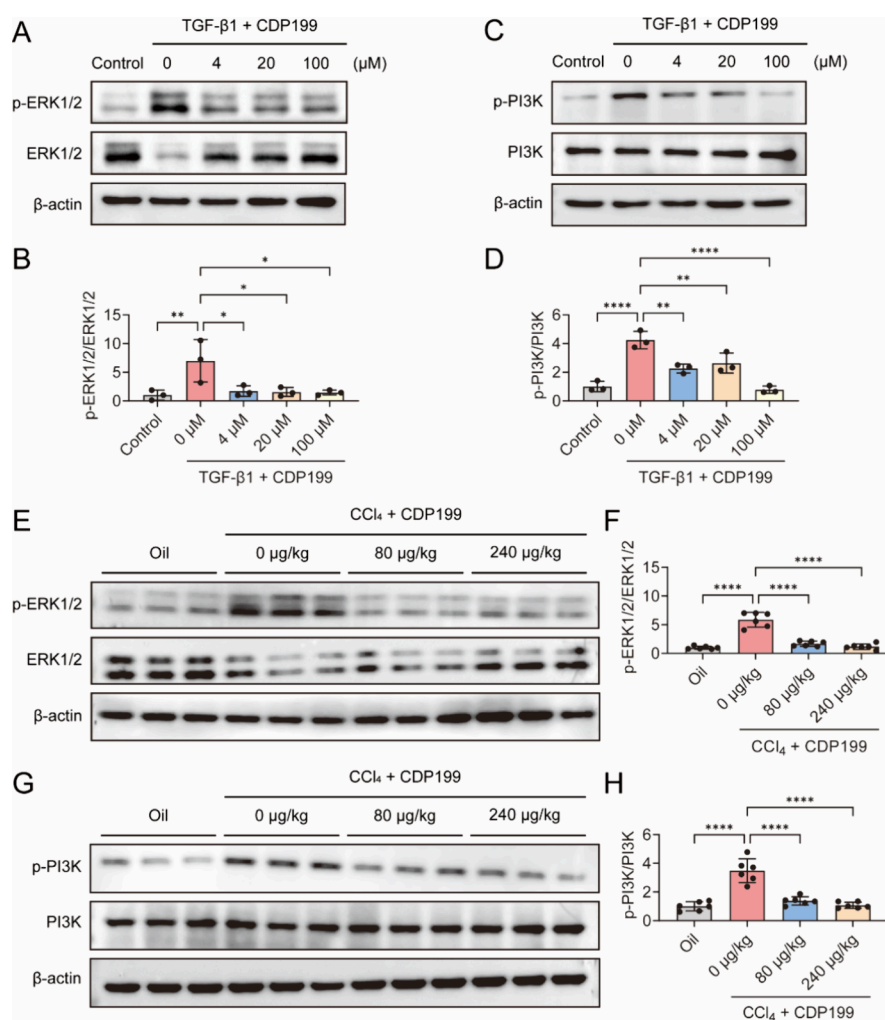 A
TGF-β1 + CDP199
Control 0 4 20 100 (μM)
p-ERK1/2
ERK1/2
β-actin
B
p-ERK1/2/ERK1/2
15
10
5
0
** * * *
Control 0 μM 4 μM 20 μM 100 μM
TGF-β1 + CDP199
C
TGF-β1 + CDP199
Control 0 4 20 100 (μM)
p-PI3K
PI3K
β-actin
D
p-PI3K/PI3K
6
4
2
0
****
**
**** **
Control 0 μM 4 μM 20 μM 100 μM
TGF-β1 + CDP199
E
CCl₄ + CDP199
Oil 0 μg/kg 80 μg/kg 240 μg/kg
p-ERK1/2
ERK1/2
β-actin
F
p-ERK1/2/ERK1/2
15
10
5
0
****
**** ****
Oil 0 μg/kg 80 μg/kg 240 μg/kg
CCl₄ + CDP199
G
CCl₄ + CDP199
Oil 0 μg/kg 80 μg/kg 240 μg/kg
p-PI3K
PI3K
β-actin
H
p-PI3K/PI3K
6
4
2
0
****
**** ****
Oil 0 μg/kg 80 μg/kg 240 μg/kg
CCl₄ + CDP199